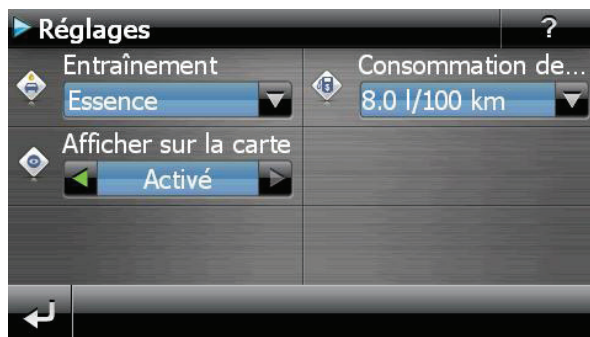 Réglages
?
Entraînement
Essence
Consommation de...
8.0 l/100 km
Afficher sur la carte
Activé